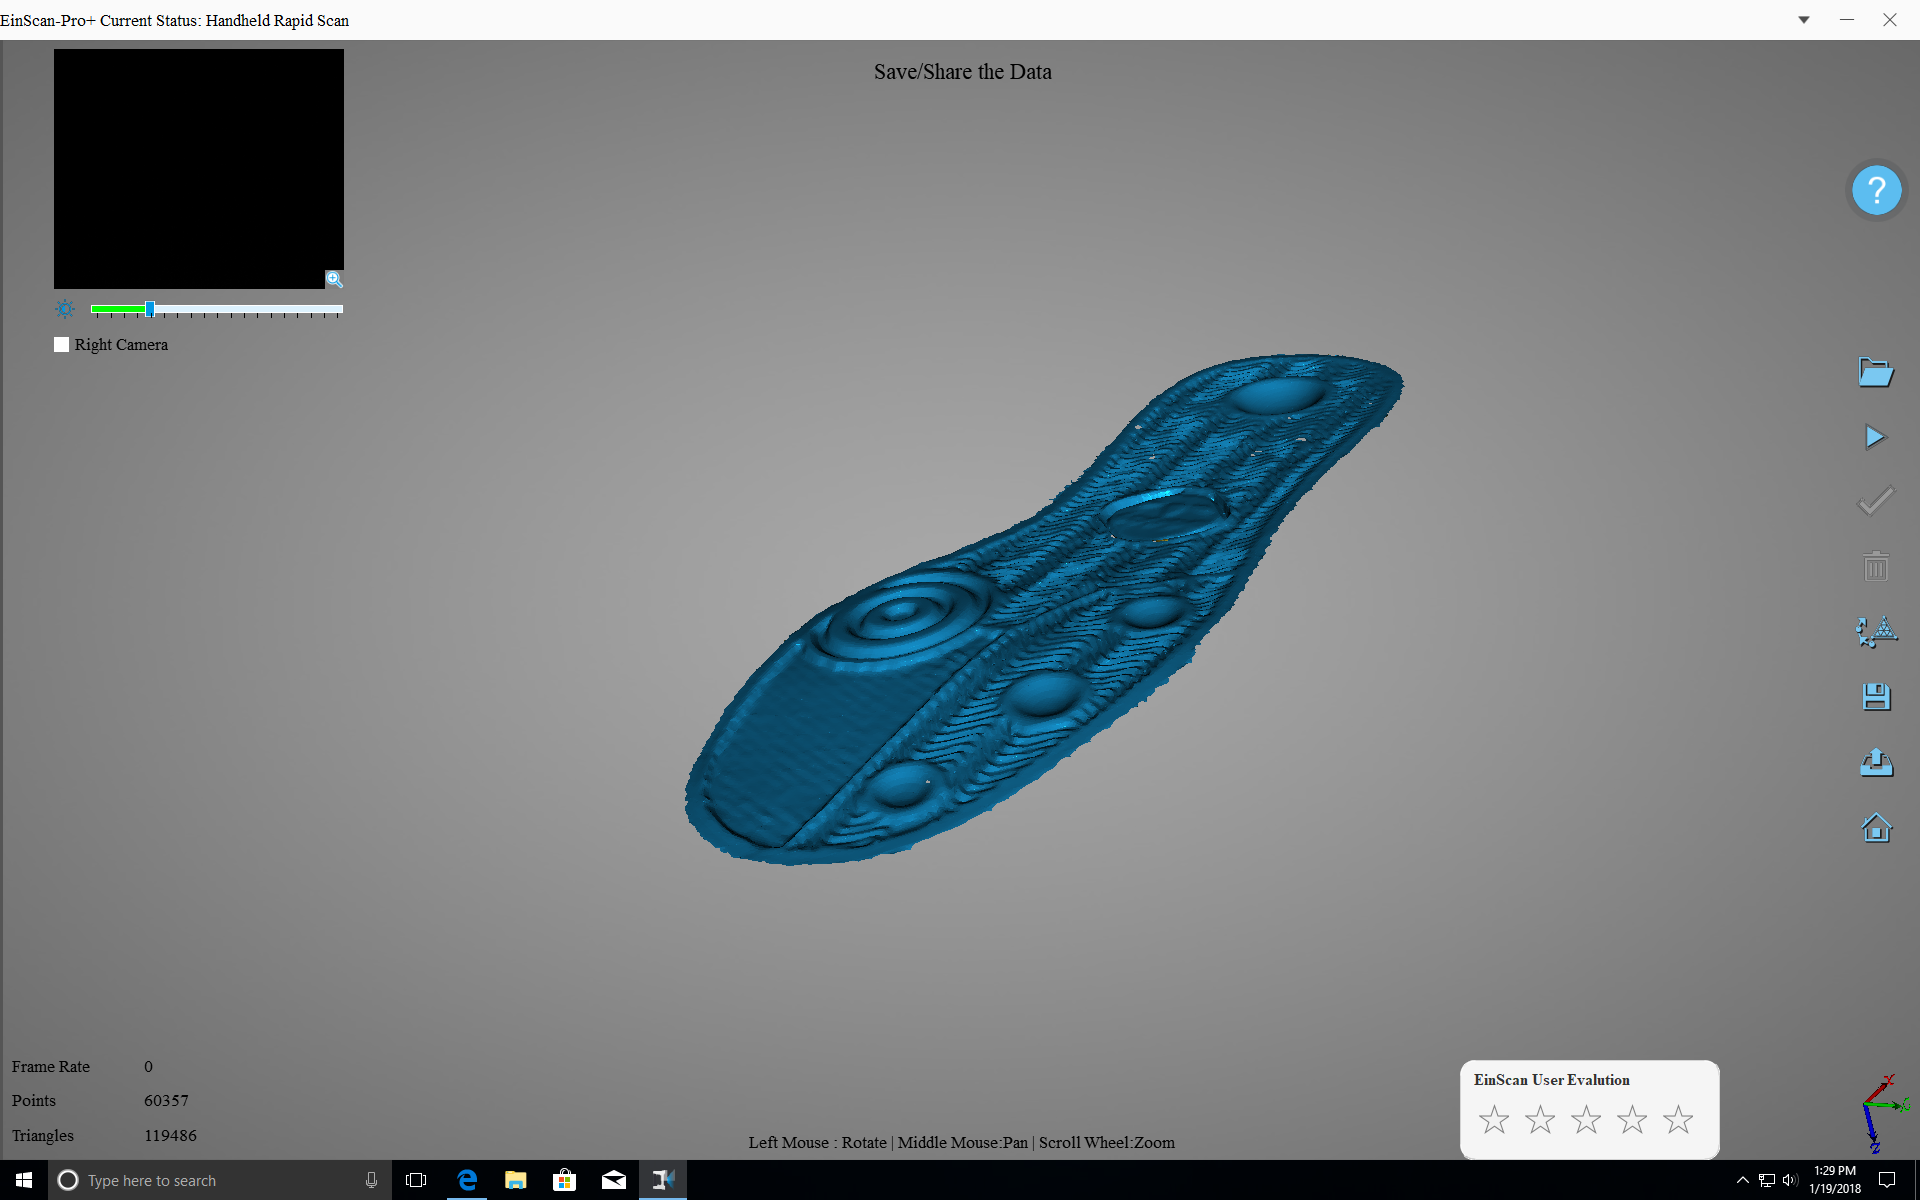 EinScan-Pro+ Current Status: Handheld Rapid Scan
Save/Share the Data
?
Right Camera
Frame Rate 0
Points 60357
Triangles 119486
EinScan User Evalution
Left Mouse : Rotate | Middle Mouse:Pan | Scroll Wheel:Zoom
X
Y
Z
Type here to search
1:29 PM
1/19/2018